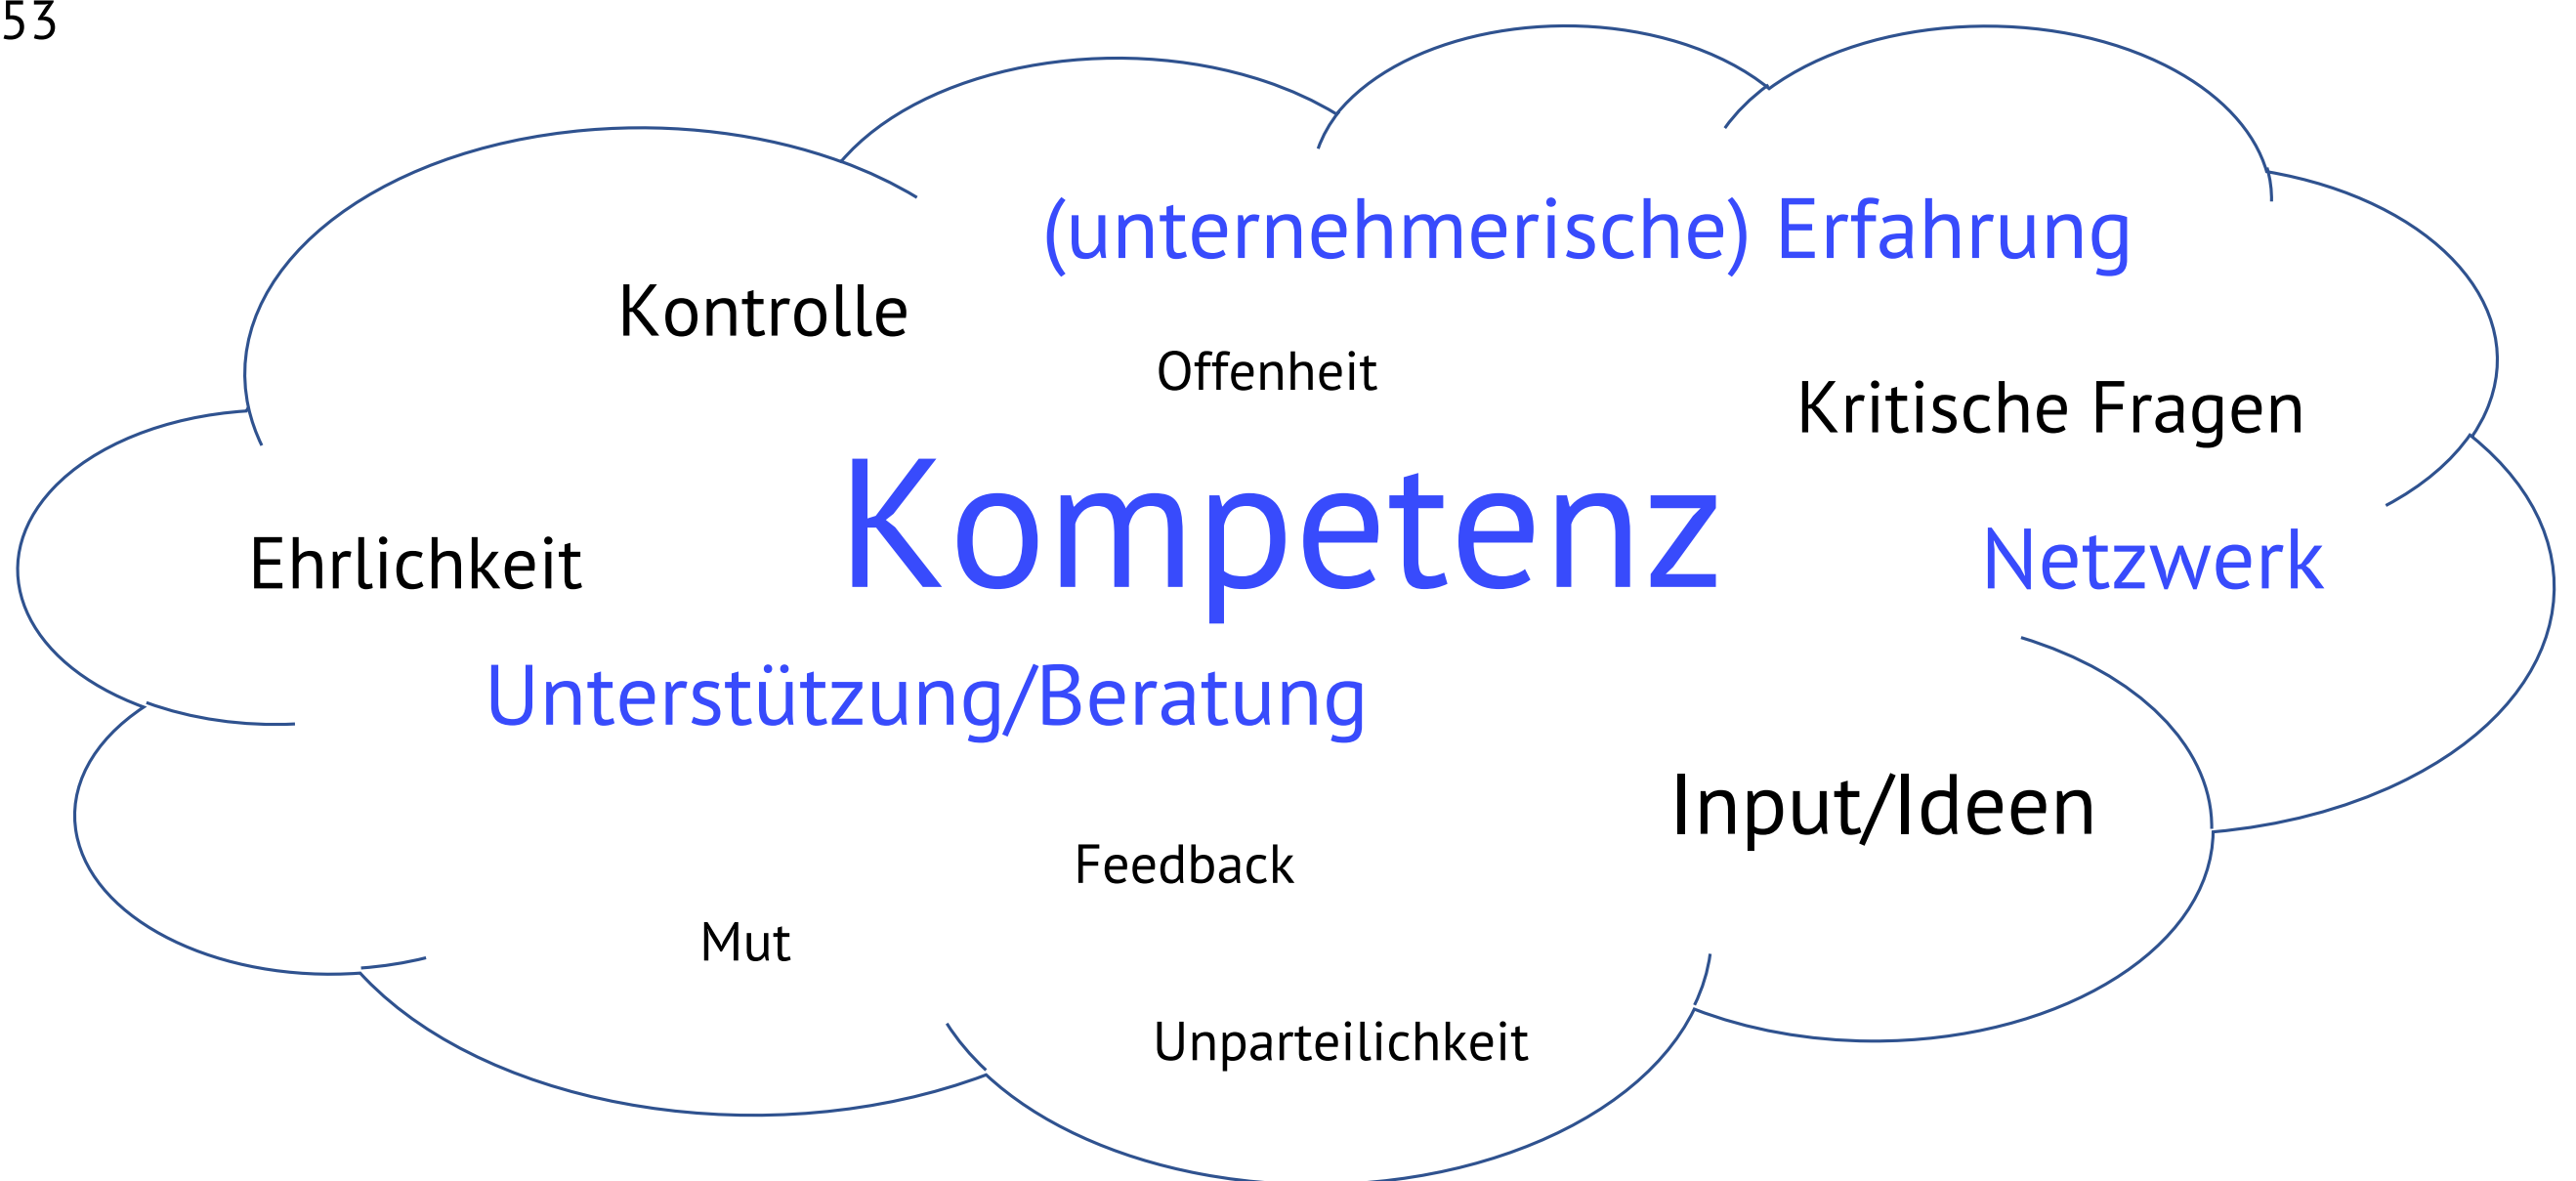 53
(unternehmerische) Erfahrung
Kontrolle
Offenheit
Kritische Fragen
Kompetenz
Ehrlichkeit
Netzwerk
Unterstützung/Beratung
Input/Ideen
Feedback
Mut
Unparteilichkeit